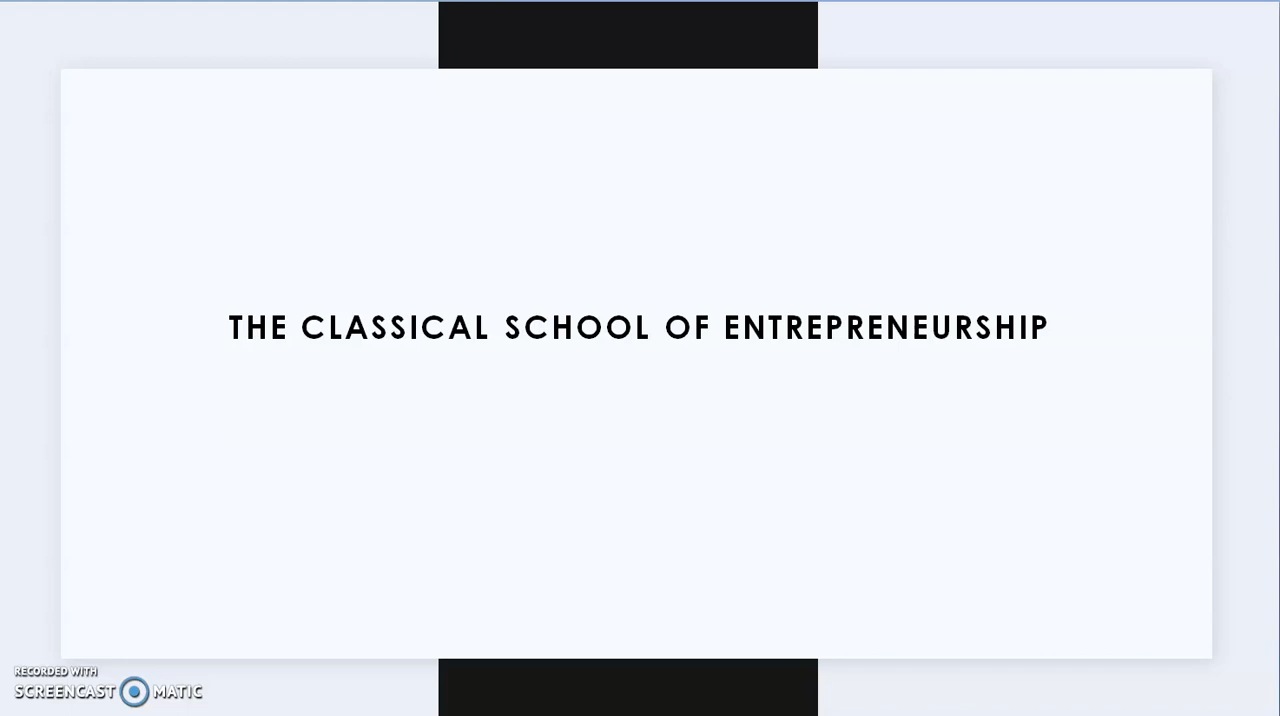 THE CLASSICAL SCHOOL OF ENTREPRENEURSHIP
RECORDED WITH
SCREENCAST MATIC